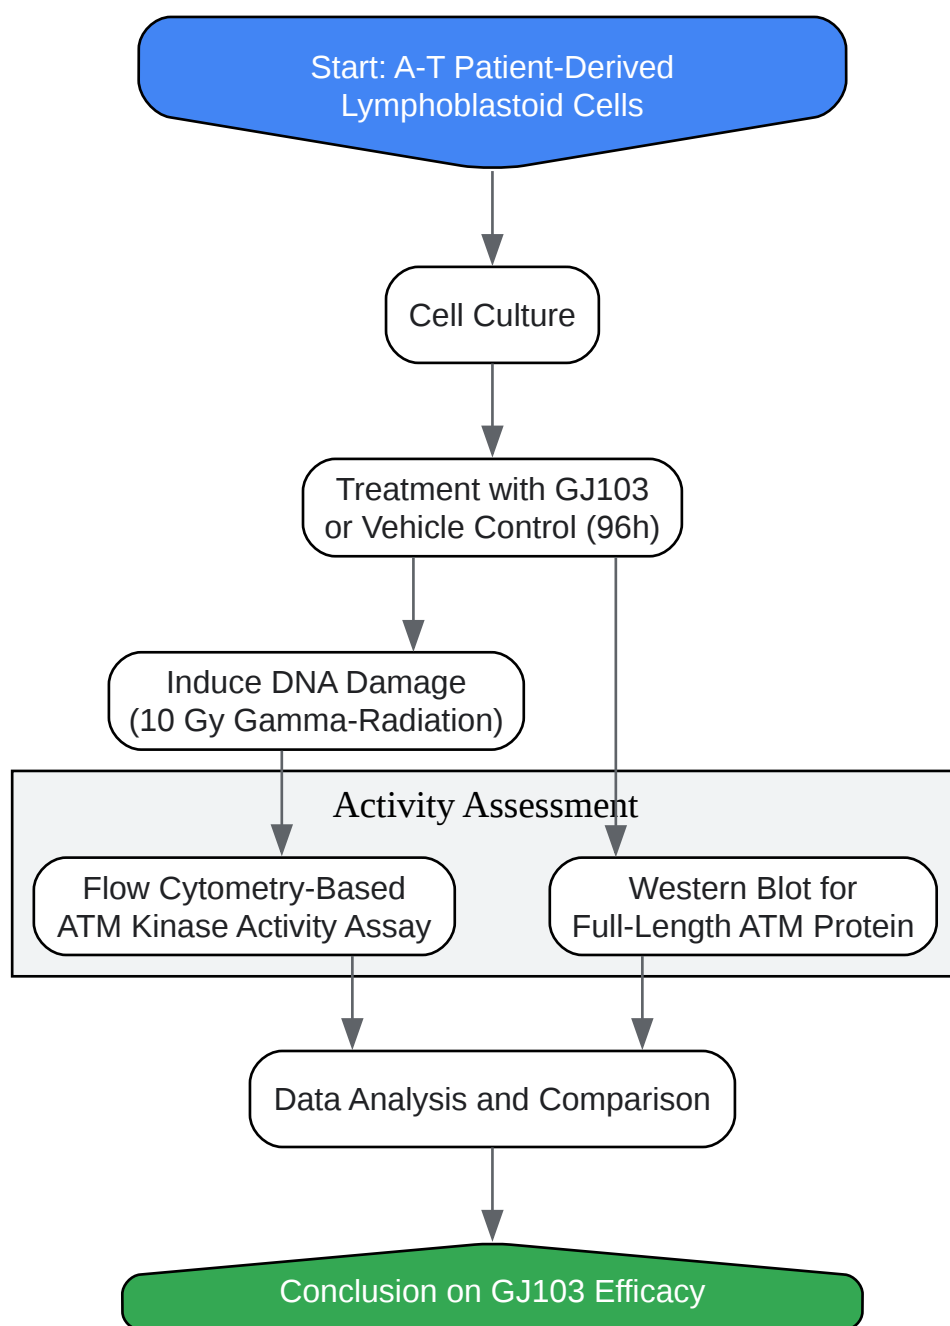 Start: A-T Patient-Derived
Lymphoblastoid Cells
Cell Culture
Treatment with GJ103
or Vehicle Control (96h)
Induce DNA Damage
(10 Gy Gamma-Radiation)
Activity Assessment
Flow Cytometry-Based
ATM Kinase Activity Assay
Western Blot for
Full-Length ATM Protein
Data Analysis and Comparison
Conclusion on GJ103 Efficacy